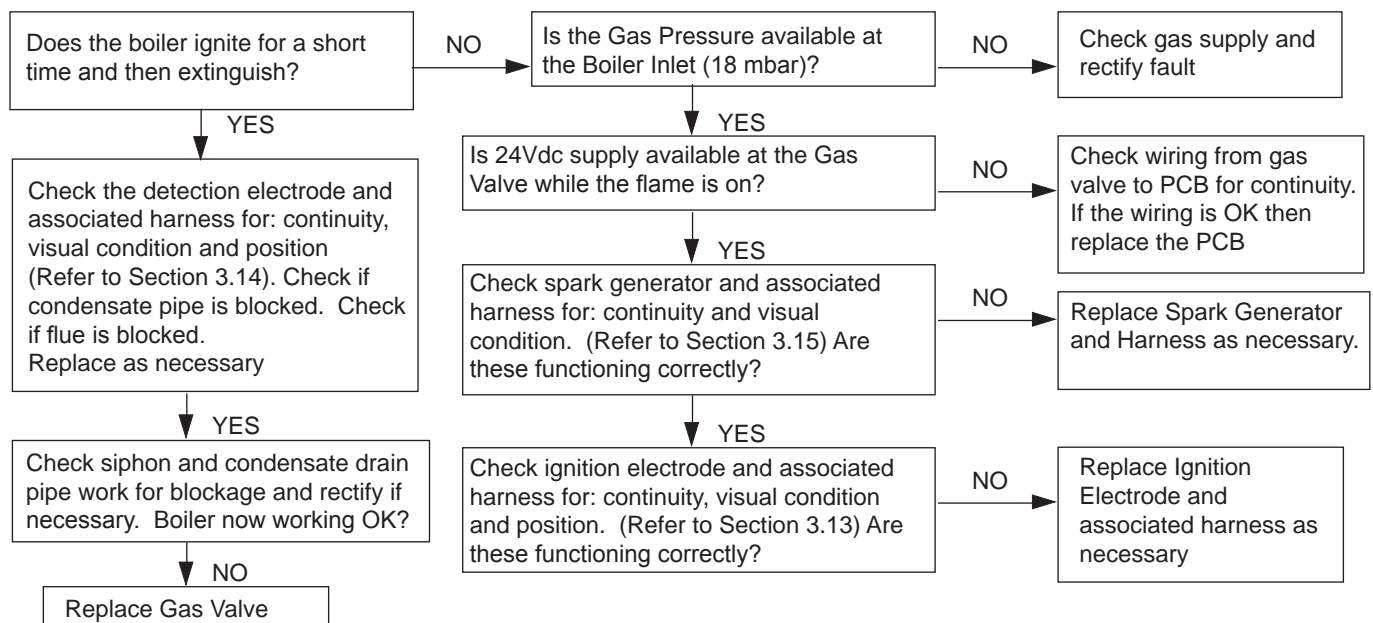 Does the boiler ignite for a short
time and then extinguish?
NO
Is the Gas Pressure available at
the Boiler Inlet (18 mbar)?
NO
Check gas supply and
rectify fault
YES
YES
Check the detection electrode and
associated harness for: continuity,
visual condition and position
(Refer to Section 3.14). Check if
condensate pipe is blocked. Check
if flue is blocked.
Replace as necessary
Is 24Vdc supply available at the Gas
Valve while the flame is on?
NO
Check wiring from gas
valve to PCB for continuity.
If the wiring is OK then
replace the PCB
YES
Check spark generator and associated
harness for: continuity and visual
condition. (Refer to Section 3.15) Are
these functioning correctly?
NO
Replace Spark Generator
and Harness as necessary.
YES
YES
Check siphon and condensate drain
pipe work for blockage and rectify if
necessary. Boiler now working OK?
Check ignition electrode and associated
harness for: continuity, visual condition
and position. (Refer to Section 3.13) Are
these functioning correctly?
NO
Replace Ignition
Electrode and
associated harness as
necessary
NO
Replace Gas Valve